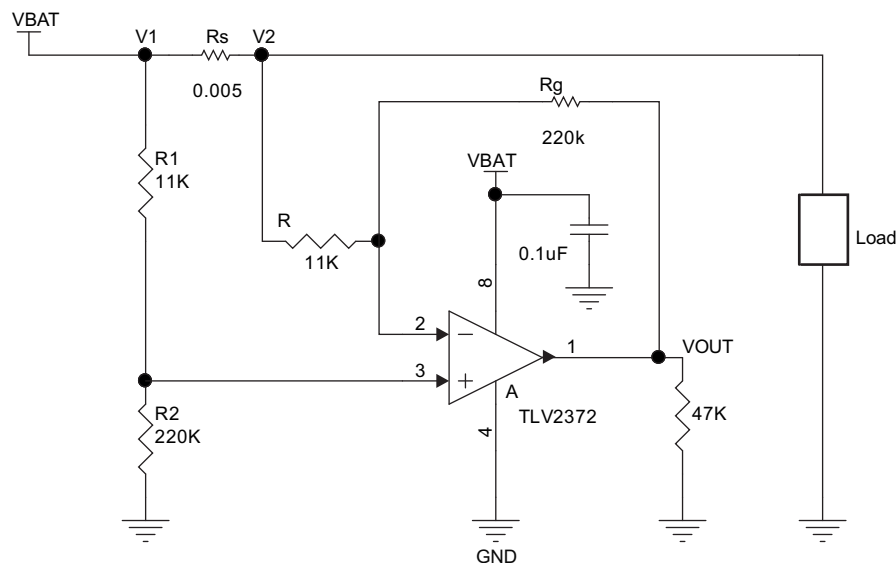 VBAT
V1
Rs
V2
0.005
Rg
220k
R1
11K
VBAT
R
11K
0.1uF
Load
8
2
3
1
VOUT
A
TLV2372
4
R2
220K
47K
GND